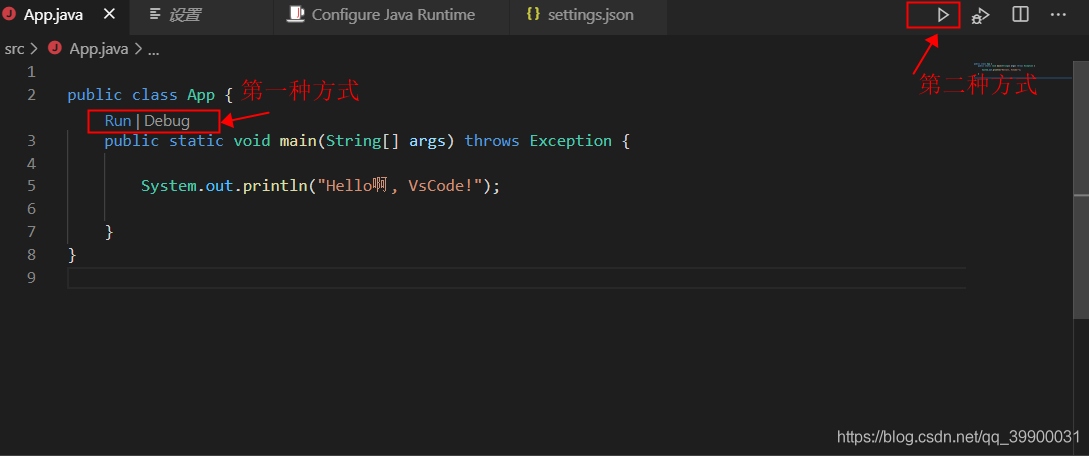 App.java 设置 Configure Java Runtime {} settings.json
src > App.java > ...
1
2 public class App { 第一种方式 第二种方式
Run | Debug
3 public static void main(String[] args) throws Exception {
4
5 System.out.println("Hello啊, VsCode!");
6
7 }
8 }
9
https://blog.csdn.net/qq_39900031